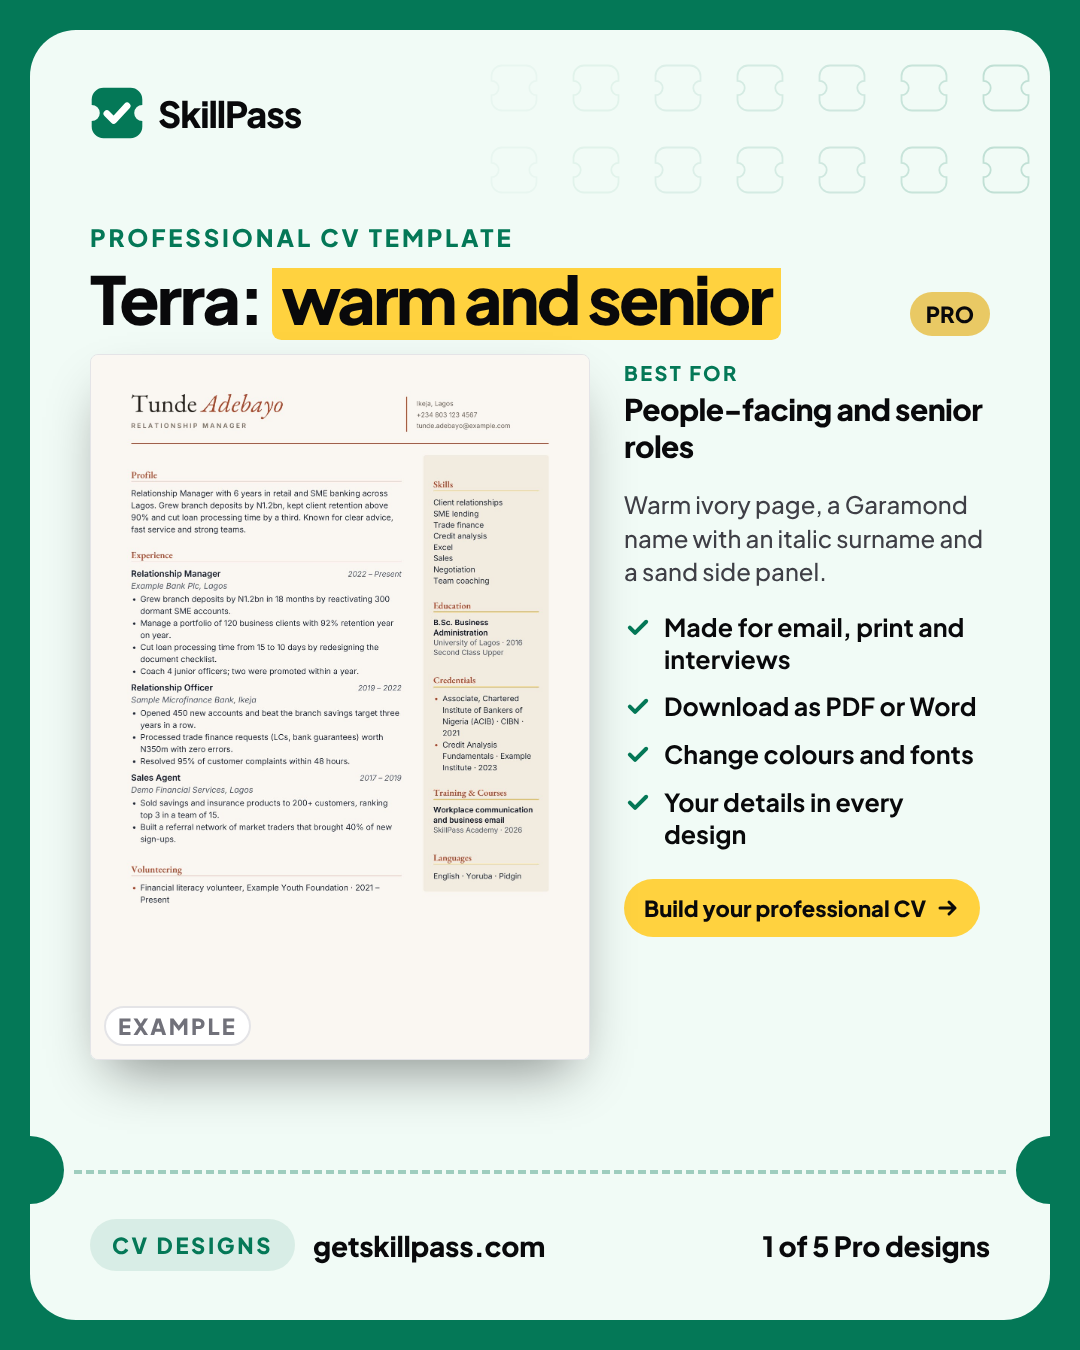 SkillPass
PROFESSIONAL CV TEMPLATE
Terra: warm and senior
PRO
Tunde Adebayo
RELATIONSHIP MANAGER
Ikeja, Lagos
+234 803 123 4567
tunde.adebayo@example.com
Profile
Relationship Manager with 6 years in retail and SME banking across
Lagos. Grew branch deposits by N1.2bn, kept client retention above
90% and cut loan processing time by a third. Known for clear advice,
fast service and strong teams.
Experience
Relationship Manager 2022 – Present
Example Bank Plc, Lagos
• Grew branch deposits by N1.2bn in 18 months by reactivating 300
dormant SME accounts.
• Manage a portfolio of 120 business clients with 92% retention year
on year.
• Cut loan processing time from 15 to 10 days by redesigning the
document checklist.
• Coach 4 junior officers; two were promoted within a year.
Relationship Officer 2019 – 2022
Sample Microfinance Bank, Ikeja
• Opened 450 new accounts and beat the branch savings target three
years in a row.
• Processed trade finance requests (LCs, bank guarantees) worth
N350m with zero errors.
• Resolved 95% of customer complaints within 48 hours.
Sales Agent 2017 – 2019
Demo Financial Services, Lagos
• Sold savings and insurance products to 200+ customers, ranking
top 3 in a team of 15.
• Built a referral network of market traders that brought 40% of new
sign-ups.
Volunteering
• Financial literacy volunteer, Example Youth Foundation · 2021 –
Present
Skills
Client relationships
SME lending
Trade finance
Credit analysis
Excel
Sales
Negotiation
Team coaching
Education
B.Sc. Business
Administration
University of Lagos · 2016
Second Class Upper
Credentials
• Associate, Chartered
Institute of Bankers of
Nigeria (ACIB) · CIBN ·
2021
• Credit Analysis
Fundamentals · Example
Institute · 2023
Training & Courses
Workplace communication
and business email
SkillPass Academy · 2026
Languages
English · Yoruba · Pidgin
EXAMPLE
BEST FOR
People-facing and senior
roles
Warm ivory page, a Garamond
name with an italic surname and
a sand side panel.
Made for email, print and
interviews
Download as PDF or Word
Change colours and fonts
Your details in every
design
Build your professional CV →
CV DESIGNS
getskillpass.com
1 of 5 Pro designs